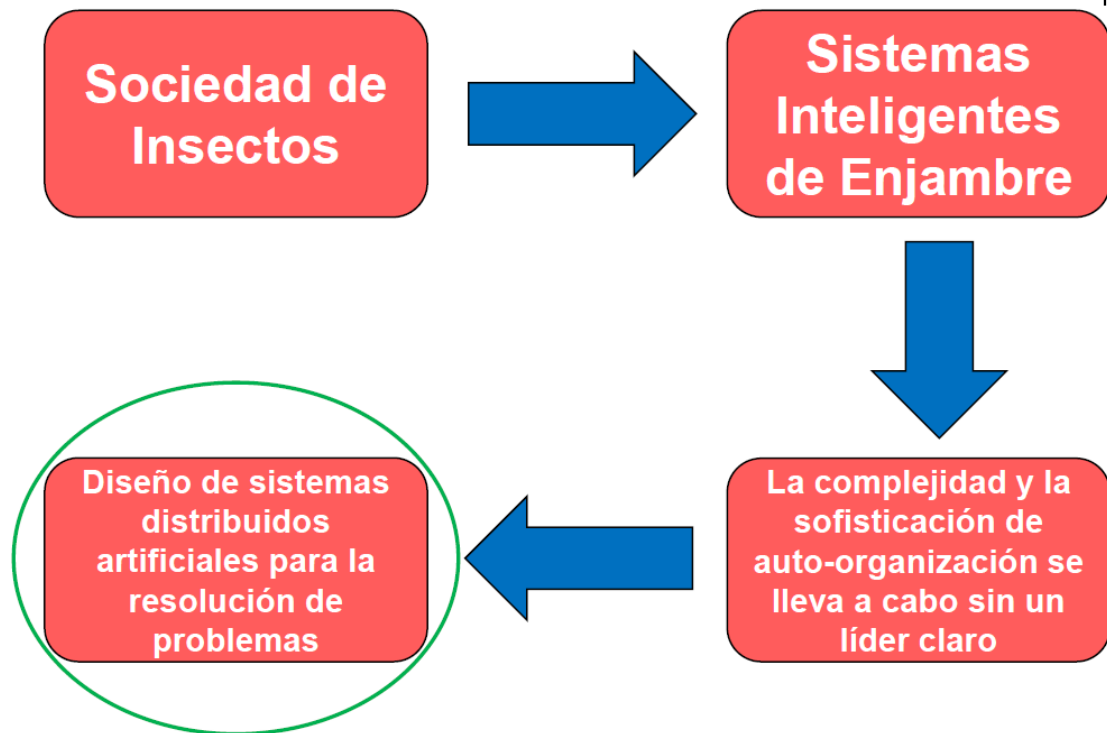 Sociedad de
Insectos
Sistemas
Inteligentes
de Enjambre
La complejidad y la
sofisticación de
auto-organización se
lleva a cabo sin un
líder claro
Diseño de sistemas
distribuidos
artificiales para la
resolución de
problemas